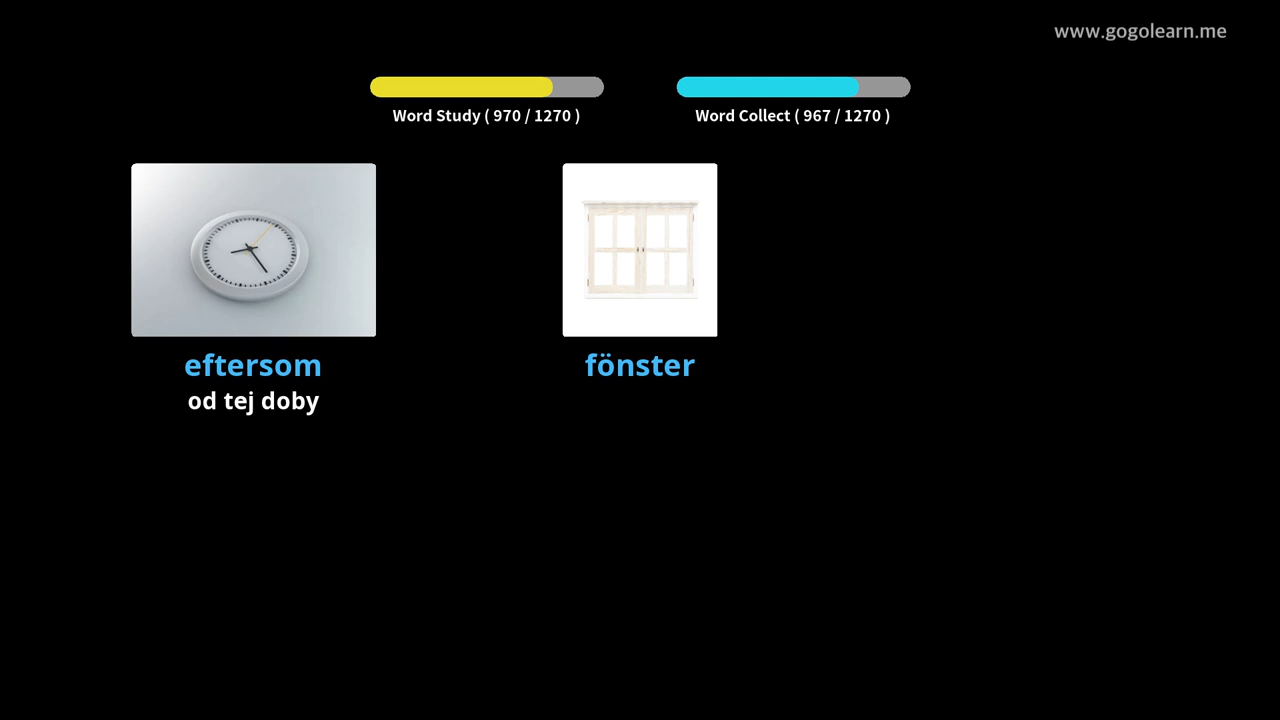 www.gogolearn.me
Word Study ( 970 / 1270 )
Word Collect ( 967 / 1270 )
eftersom
od tej doby
fönster